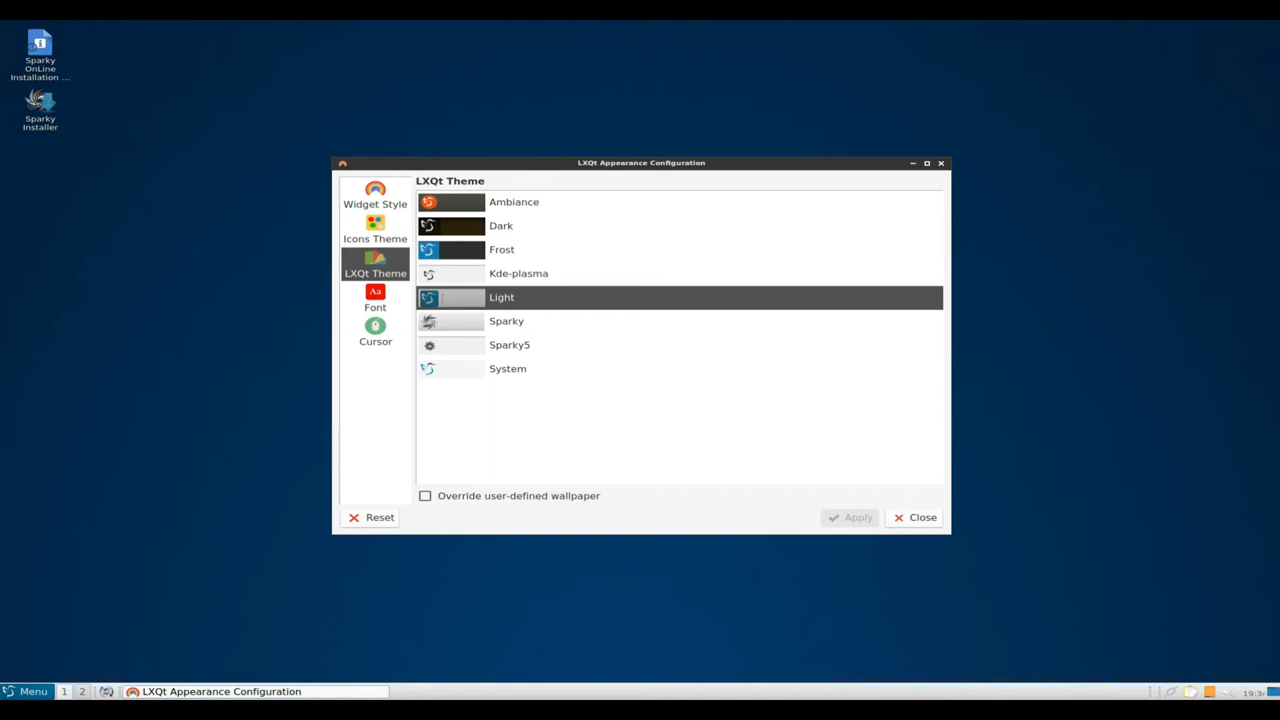 Sparky
OnLine
Installation ...
Sparky
Installer
LXQt Appearance Configuration
Widget Style
Icons Theme
LXQt Theme
Aa
Font
Cursor
LXQt Theme
Ambiance
Dark
Frost
Kde-plasma
Light
Sparky
Sparky5
System
Override user-defined wallpaper
Reset
Apply
Close
Menu
1
2
LXQt Appearance Configuration